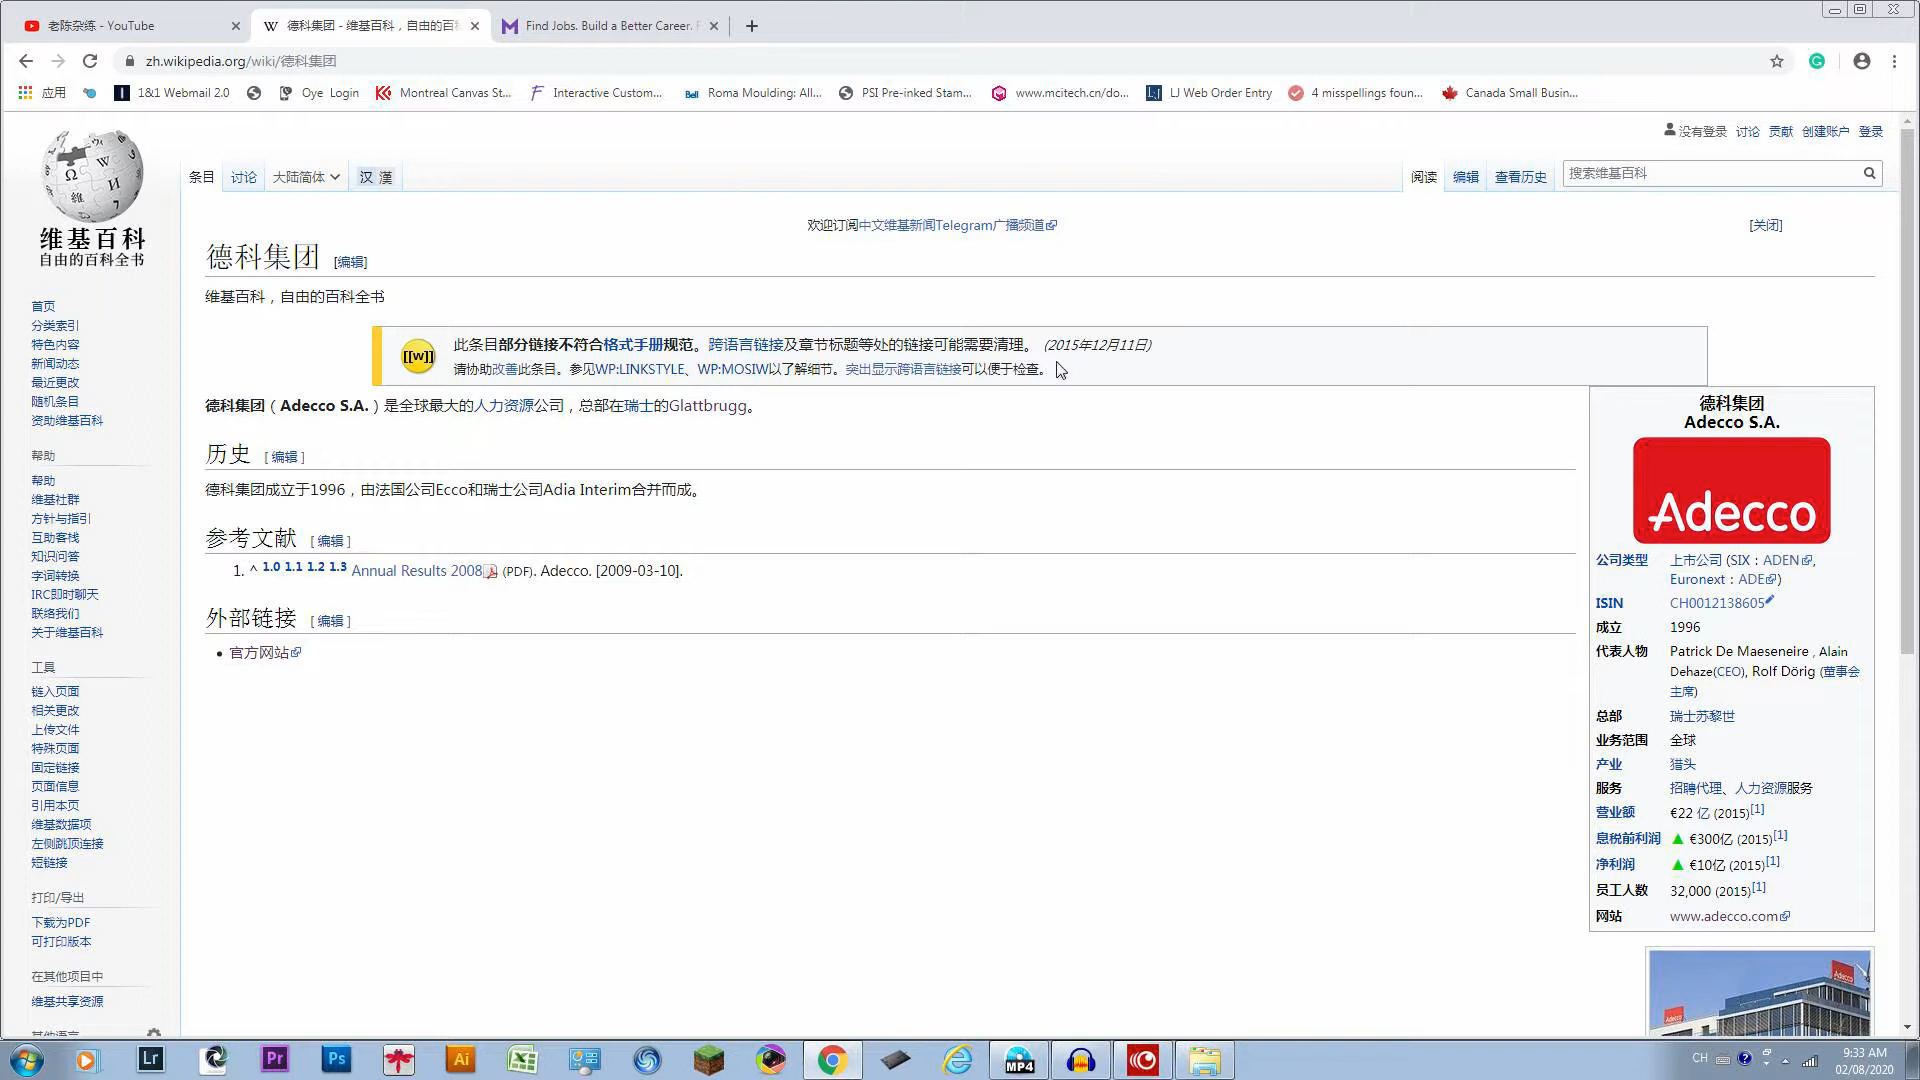 老陈杂练 - YouTube
德科集团 - 维基百科，自由的百科
Find Jobs. Build a Better Career. F
zh.wikipedia.org/wiki/德科集团
应用
1&1 Webmail 2.0
Oye Login
Montreal Canvas St...
Interactive Custom...
Bell Roma Moulding: All...
PSI Pre-inked Stam...
www.mcitech.cn/do...
LJ Web Order Entry
4 misspellings foun...
Canada Small Busin...
没有登录 讨论 贡献 创建账户 登录
条目 讨论 大陆简体 汉 漢
阅读 编辑 查看历史 搜索维基百科
维基百科
自由的百科全书
欢迎订阅中文维基新闻Telegram广播频道 [关闭]
德科集团 [编辑]
维基百科，自由的百科全书
[[w]]
此条目部分链接不符合格式手册规范。跨语言链接及章节标题等处的链接可能需要清理。 (2015年12月11日)
请协助改善此条目。参见WP:LINKSTYLE、WP:MOSIW以了解细节。突出显示跨语言链接可以便于检查。
德科集团（Adecco S.A.）是全球最大的人力资源公司，总部在瑞士的Glattbrugg。
历史 [ 编辑 ]
德科集团成立于1996，由法国公司Ecco和瑞士公司Adia Interim合并而成。
参考文献 [ 编辑 ]
1. ^ 1.0 1.1 1.2 1.3 Annual Results 2008 (PDF). Adecco. [2009-03-10].
外部链接 [ 编辑 ]
• 官方网站
首页
分类索引
特色内容
新闻动态
最近更改
随机条目
资助维基百科
帮助
帮助
维基社群
方针与指引
互助客栈
知识问答
字词转换
IRC即时聊天
联络我们
关于维基百科
工具
链入页面
相关更改
上传文件
特殊页面
固定链接
页面信息
引用本页
维基数据项
左侧跳顶连接
短链接
打印/导出
下载为PDF
可打印版本
在其他项目中
维基共享资源
其他语言
德科集团
Adecco S.A.
Adecco
公司类型 上市公司 (SIX：ADEN,
Euronext：ADE)
ISIN CH0012138605
成立 1996
代表人物 Patrick De Maeseneire , Alain
Dehaze(CEO), Rolf Dörig (董事会
主席)
总部 瑞士苏黎世
业务范围 全球
产业 猎头
服务 招聘代理、人力资源服务
营业额 €22 亿 (2015)[1]
息税前利润 ▲ €300亿 (2015)[1]
净利润 ▲ €10亿 (2015)[1]
员工人数 32,000 (2015)[1]
网站 www.adecco.com
Adecco
Adecco
Lr
Pr
Ps
Ai
MP4
CH
9:33 AM
02/08/2020